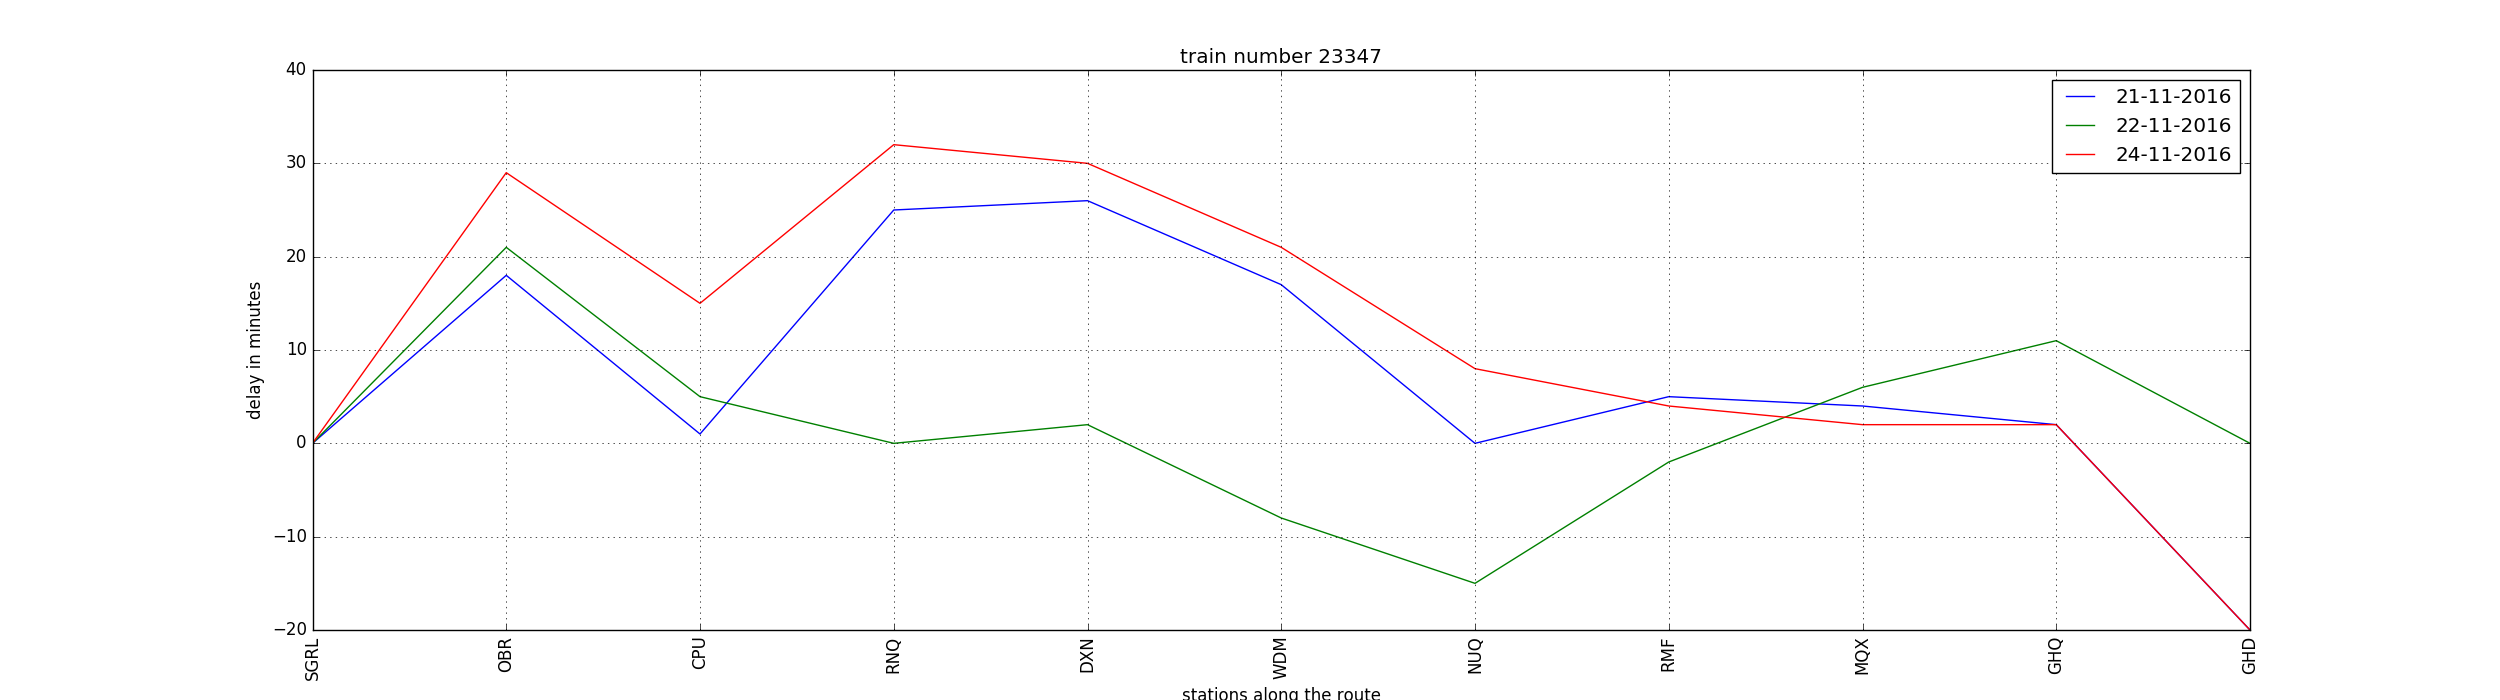 train number 23347
40
30
20
10
0
−10
−20
delay in minutes
21-11-2016
22-11-2016
24-11-2016
SGRL
OBR
CPU
RNQ
DXN
WDM
NUQ
RMF
MQX
GHQ
GHD
stations along the route